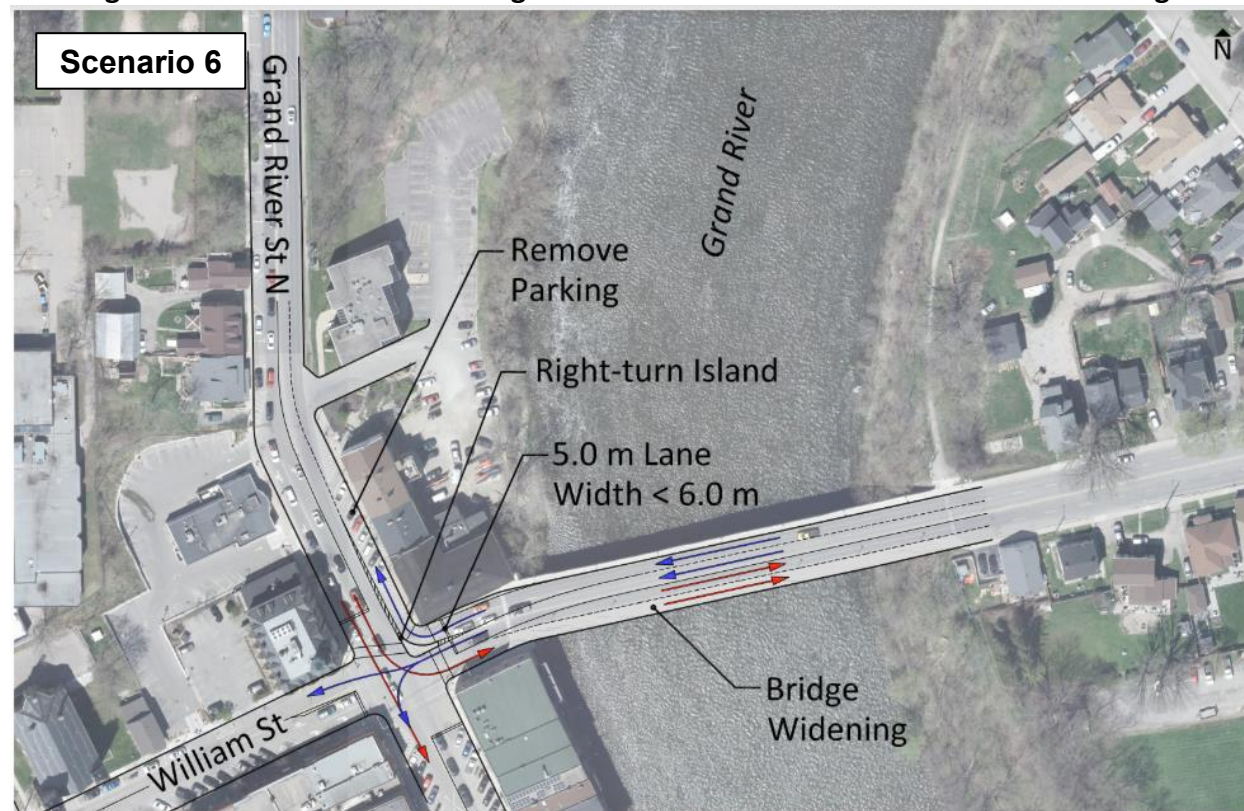 Scenario 6
N
Grand River St N
Grand River
Remove
Parking
Right-turn Island
5.0 m Lane
Width < 6.0 m
Bridge
Widening
William St